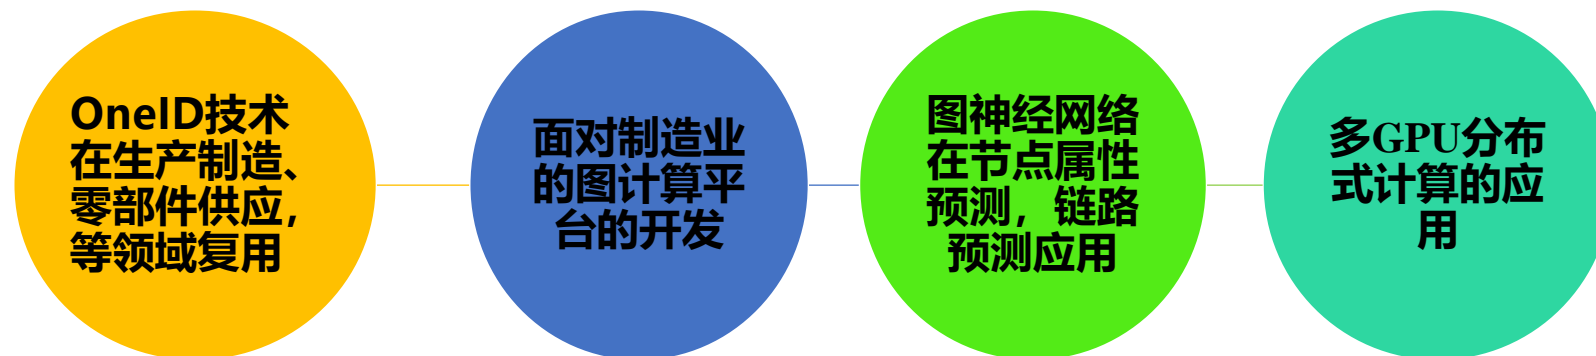 OneID技术
在生产制造、
零部件供应，
等领域复用
面对制造业
的图计算平
台的开发
图神经网络
在节点属性
预测，链路
预测应用
多GPU分布
式计算的应
用